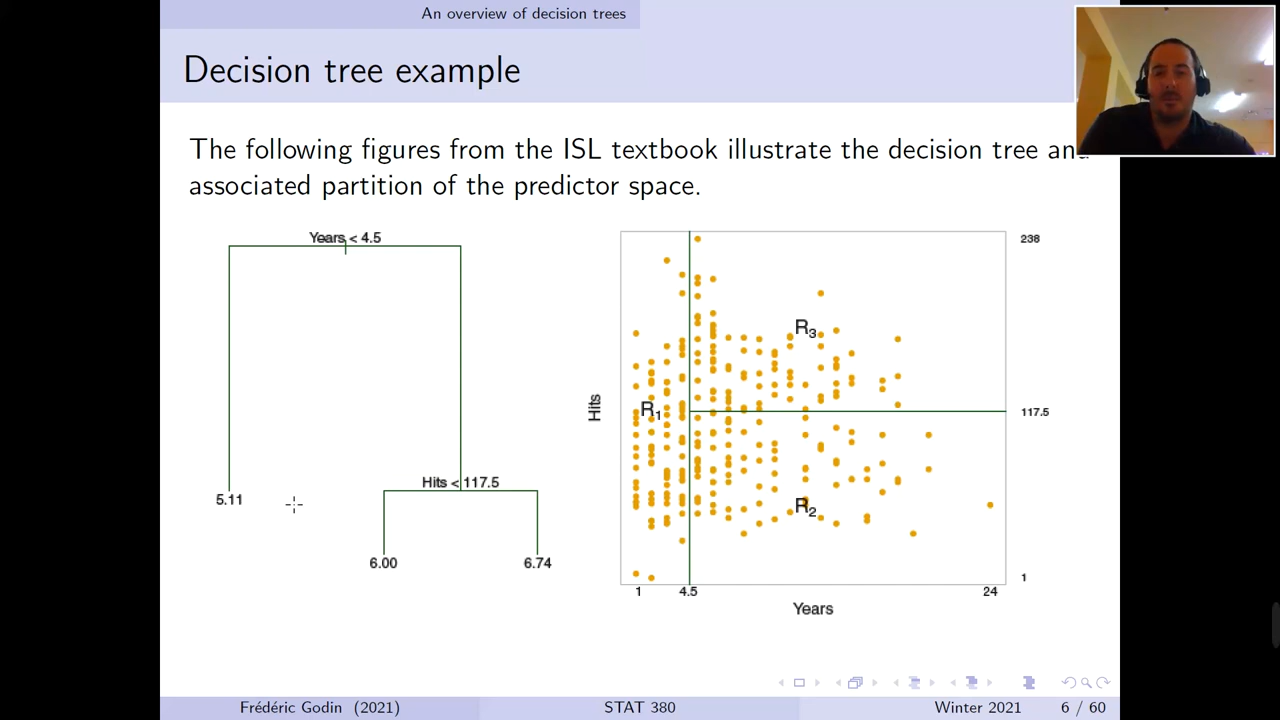 An overview of decision trees
Decision tree example
The following figures from the ISL textbook illustrate the decision tree and
associated partition of the predictor space.
Years < 4.5
Hits < 117.5
5.11
6.00
6.74
Hits
R1
R3
R2
238
117.5
1
1
4.5
24
Years
Frédéric Godin (2021)
STAT 380
Winter 2021
6 / 60